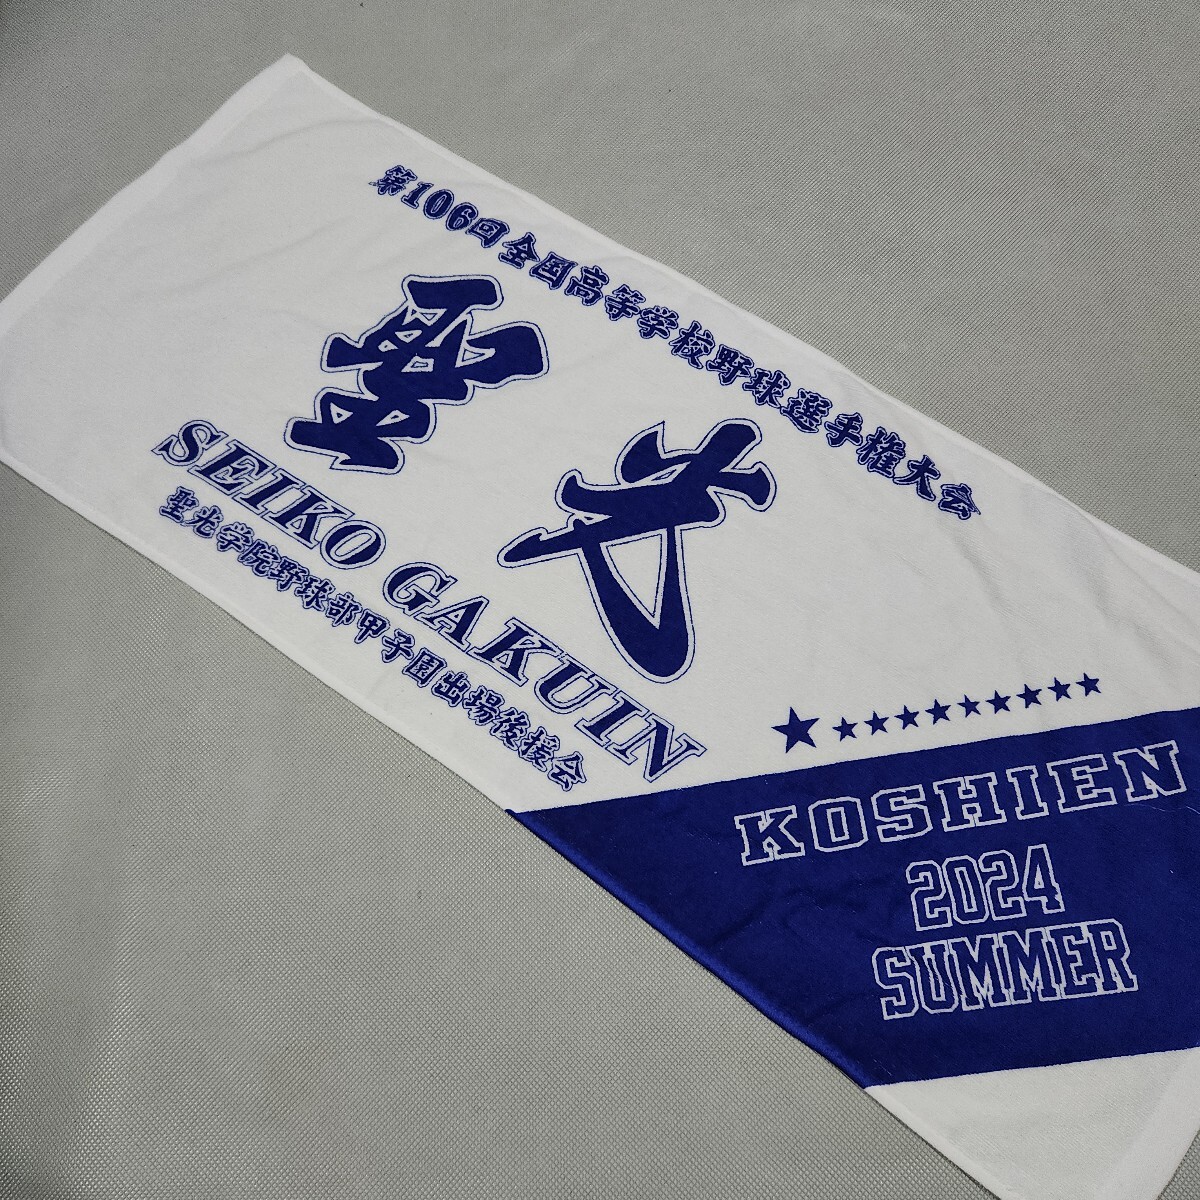 第106回全国高等学校野球選手権大会
聖光
SEIKO GAKUIN
聖光学院野球部甲子園出場後援会
KOSHIEN
2024
SUMMER